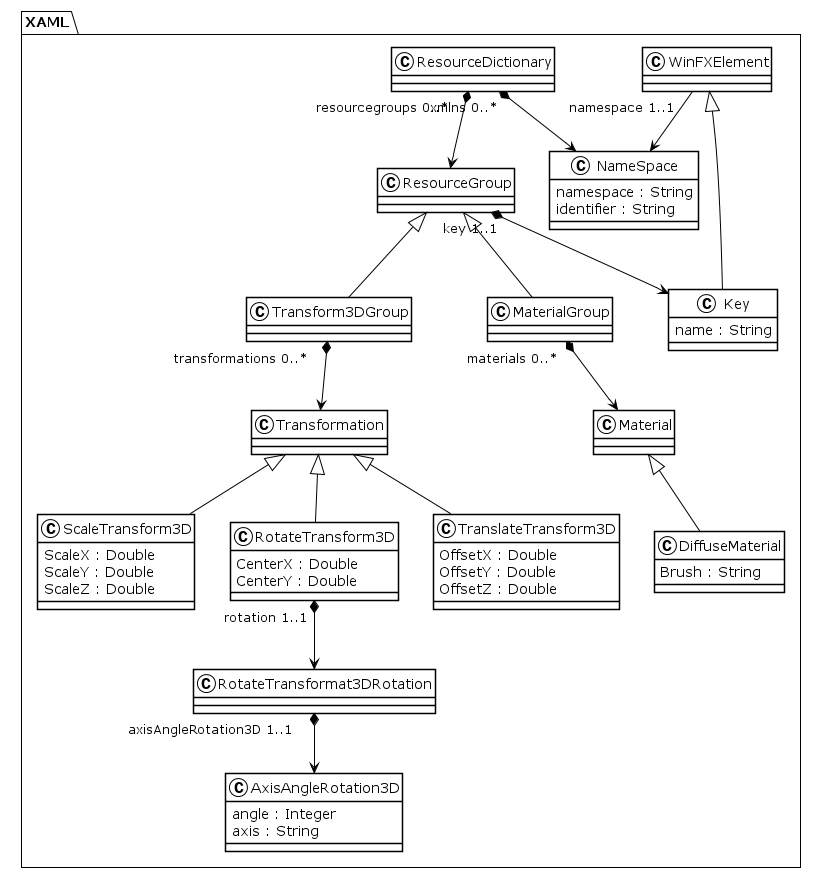 XAML
ResourceDictionary
WinFXElement
resourcegroups 0..*
xmlns 0..*
namespace 1..1
NameSpace
namespace : String
identifier : String
ResourceGroup
key 1..1
Transform3DGroup
MaterialGroup
Key
name : String
transformations 0..*
materials 0..*
Transformation
Material
ScaleTransform3D
ScaleX : Double
ScaleY : Double
ScaleZ : Double
RotateTransform3D
CenterX : Double
CenterY : Double
TranslateTransform3D
OffsetX : Double
OffsetY : Double
OffsetZ : Double
DiffuseMaterial
Brush : String
rotation 1..1
RotateTransformat3DRotation
axisAngleRotation3D 1..1
AxisAngleRotation3D
angle : Integer
axis : String